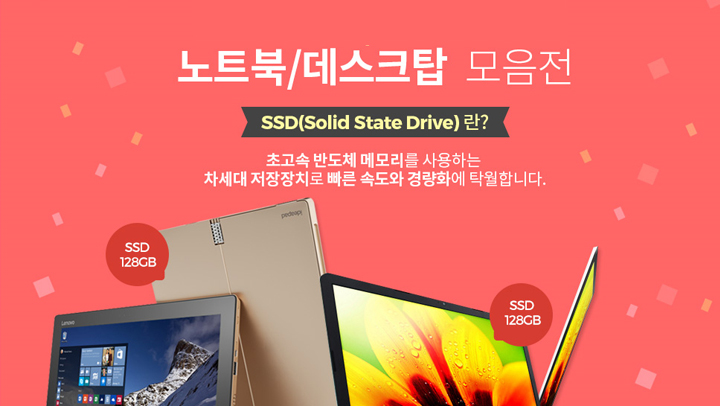 노트북/데스크탑 모음전
SSD(Solid State Drive) 란?
초고속 반도체 메모리를 사용하는
차세대 저장장치로 빠른 속도와 경량화에 탁월합니다.
SSD
128GB
ideapad
Lenovo
SSD
128GB